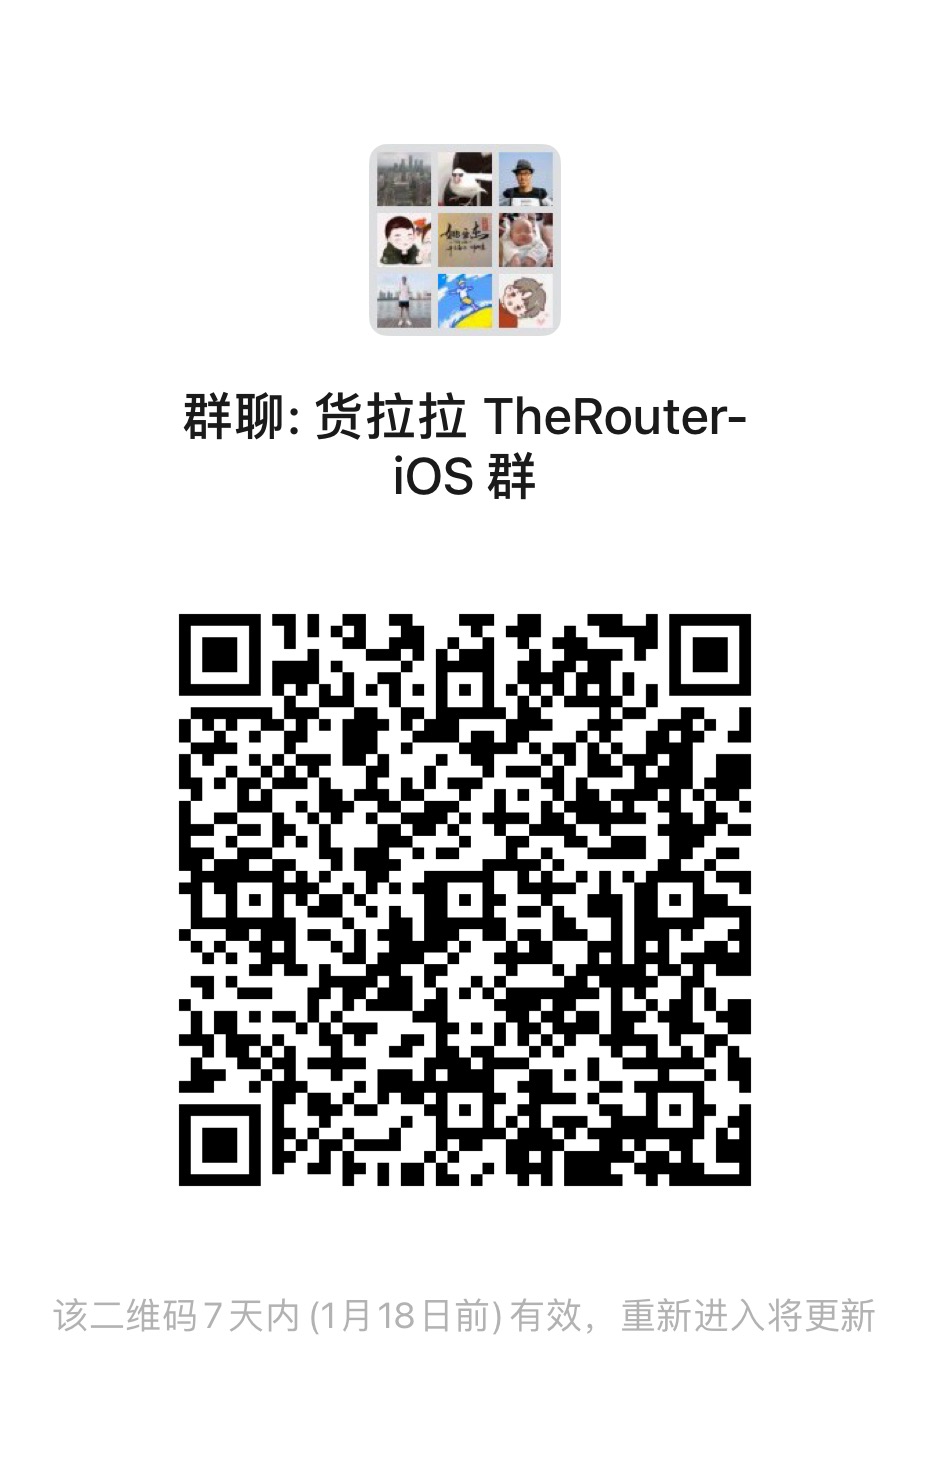 群聊: 货拉拉 TheRouter-
iOS 群
该二维码7天内 (1月18日前) 有效，重新进入将更新